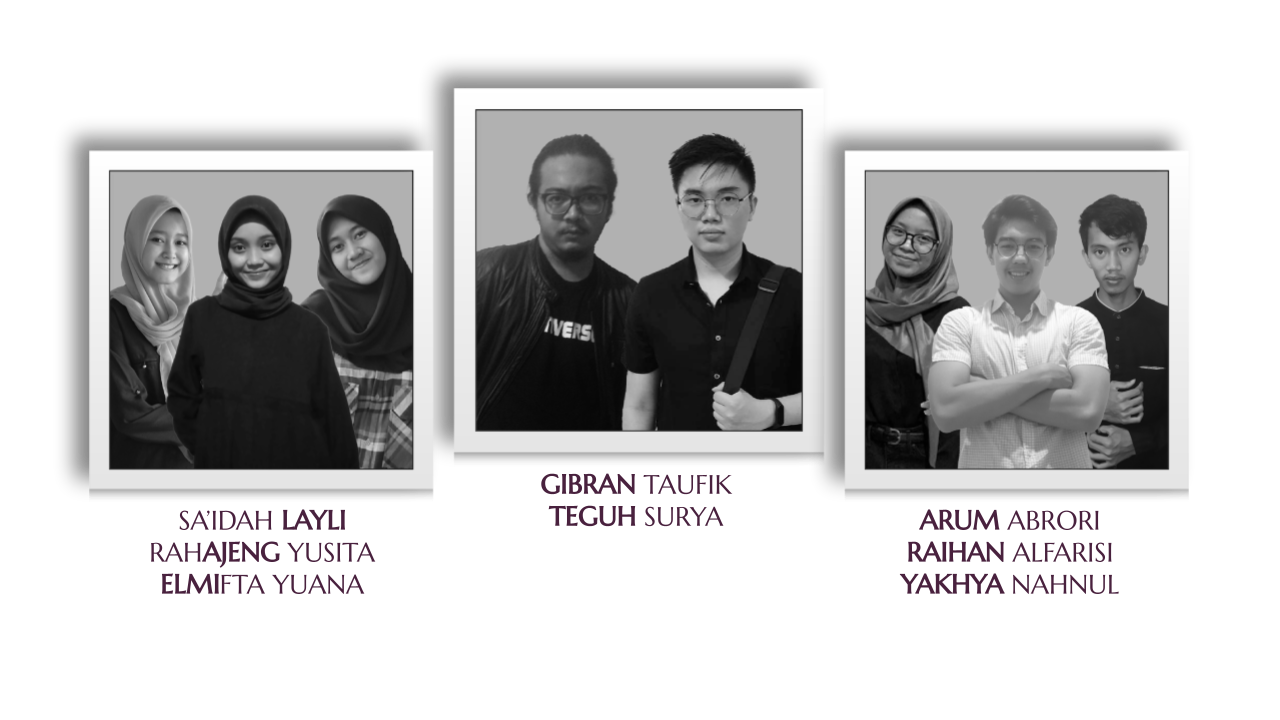 SA'IDAH LAYLI
RAHAJENG YUSITA
ELMIFTA YUANA
GIBRAN TAUFIK
TEGUH SURYA
ARUM ABRORI
RAIHAN ALFARISI
YAKHYA NAHNUL